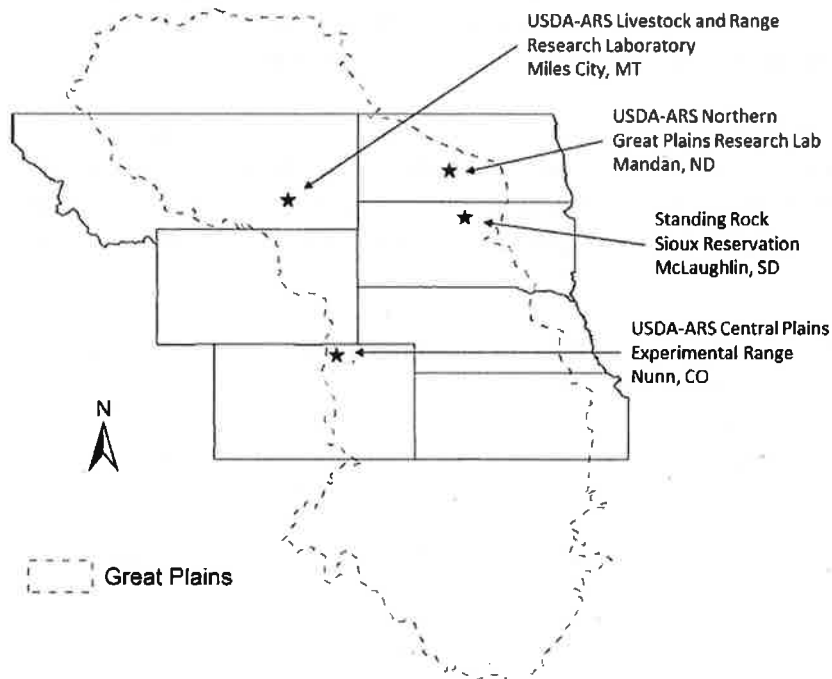 USDA-ARS Livestock and Range
Research Laboratory
Miles City, MT
USDA-ARS Northern
Great Plains Research Lab
Mandan, ND
Standing Rock
Sioux Reservation
McLaughlin, SD
USDA-ARS Central Plains
Experimental Range
Nunn, CO
N
Great Plains